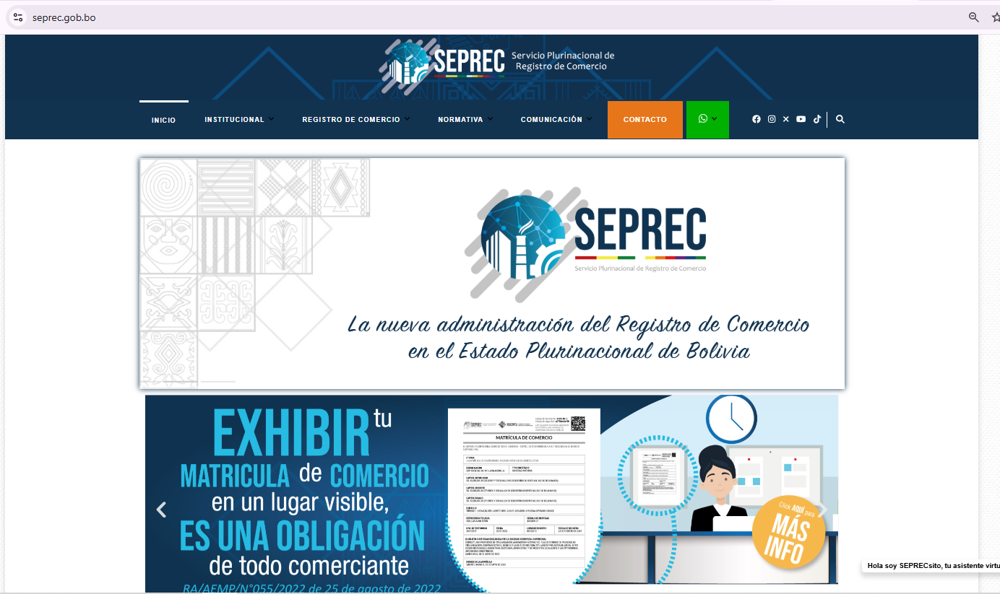 seprec.gob.bo
SEPREC
Servicio Plurinacional de
Registro de Comercio
INICIO
INSTITUCIONAL
REGISTRO DE COMERCIO
NORMATIVA
COMUNICACIÓN
CONTACTO
SEPREC
Servicio Plurinacional de Registro de Comercio
La nueva administración del Registro de Comercio
en el Estado Plurinacional de Bolivia
EXHIBIR tu
MATRICULA de COMERCIO
en un lugar visible,
ES UNA OBLIGACIÓN
de todo comerciante
RA/AEMP/N°055/2022 de 25 de agosto de 2022
MATRÍCULA DE COMERCIO
Click AQUÍ para
MÁS
INFO
Hola soy SEPRECsito, tu asistente virtu